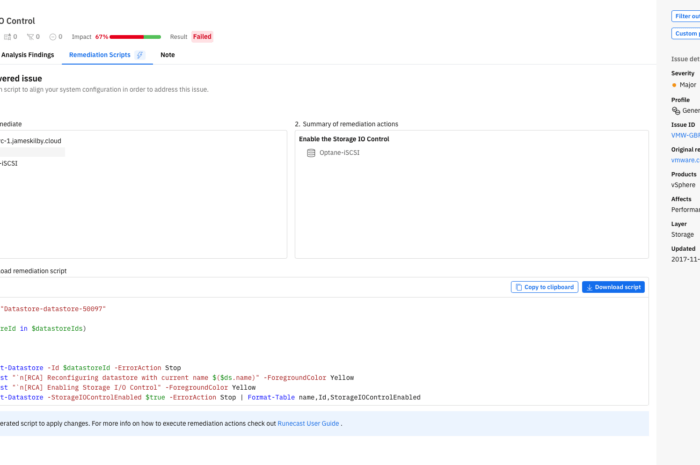 IO Control
Filter out
0 0 0 Impact 67% Result Failed
Custom p
Analysis Findings Remediation Scripts Note
Issue det
Severity
Major
Profile
Gener
Issue ID
VMW-GBP
Original re
vmware.c
Products
vSphere
Affects
Performan
Layer
Storage
Updated
2017-11-
vered issue
n script to align your system configuration in order to address this issue.
mediate
rc-1.jameskilby.cloud
-iSCSI
2. Summary of remediation actions
Enable the Storage IO Control
Optane-iSCSI
load remediation script
Copy to clipboard Download script
"Datastore-datastore-50097"
reId in $datastoreIds)
t-Datastore -Id $datastoreId -ErrorAction Stop
st "`n[RCA] Reconfiguring datastore with current name $($ds.name)" -ForegroundColor Yellow
st "`n[RCA] Enabling Storage I/O Control" -ForegroundColor Yellow
t-Datastore -StorageIOControlEnabled $true -ErrorAction Stop | Format-Table name,Id,StorageIOControlEnabled
erated script to apply changes. For more info on how to execute remediation actions check out Runecast User Guide .